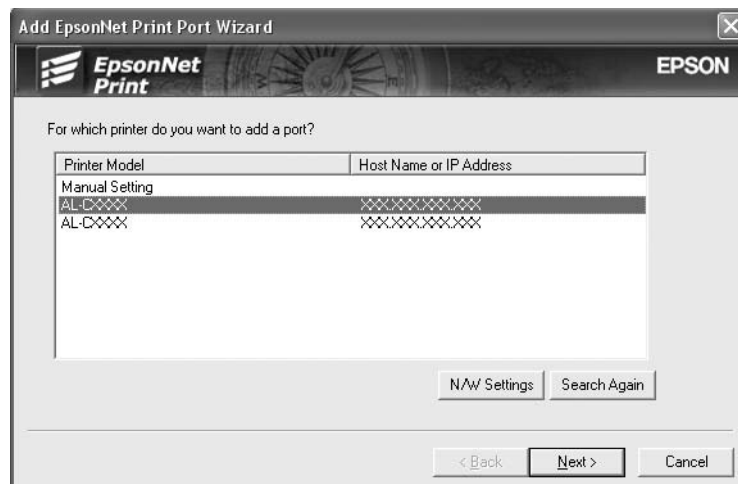 Add EpsonNet Print Port Wizard
EpsonNet
Print
EPSON
For which printer do you want to add a port?
Printer Model Host Name or IP Address
Manual Setting
AL-CXXXX XXX.XXX.XXX.XXX
AL-CXXXX XXX.XXX.XXX.XXX
N/W Settings Search Again
< Back Next > Cancel